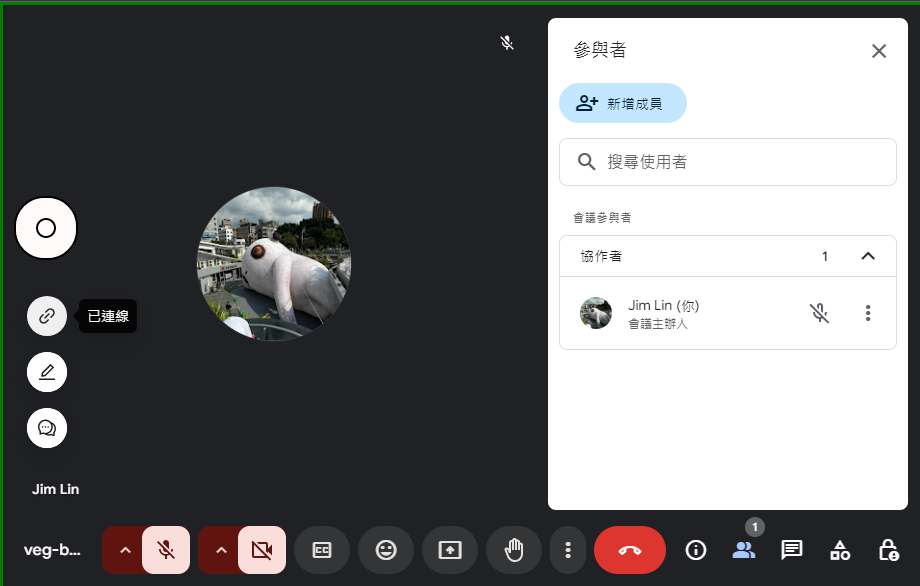 參與者
新增成員
搜尋使用者
會議參與者
協作者 1
Jim Lin (你)
會議主辦人
已連線
Jim Lin
veg-b...
CC
1